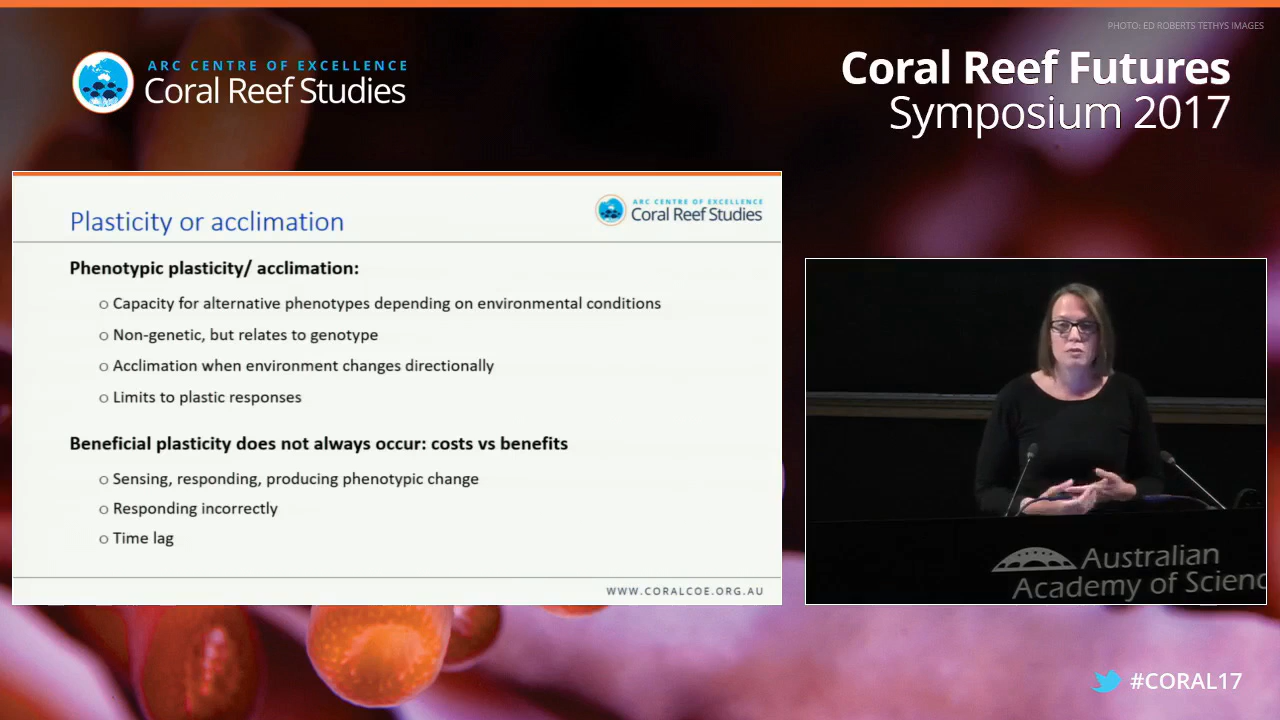 PHOTO: ED ROBERTS TETHYS IMAGES
ARC CENTRE OF EXCELLENCE
Coral Reef Studies
Coral Reef Futures
Symposium 2017
ARC CENTRE OF EXCELLENCE
Coral Reef Studies
Plasticity or acclimation
Phenotypic plasticity/ acclimation:
o Capacity for alternative phenotypes depending on environmental conditions
o Non-genetic, but relates to genotype
o Acclimation when environment changes directionally
o Limits to plastic responses
Beneficial plasticity does not always occur: costs vs benefits
o Sensing, responding, producing phenotypic change
o Responding incorrectly
o Time lag
WWW.CORALCOE.ORG.AU
Australian
Academy of Scienc
#CORAL17